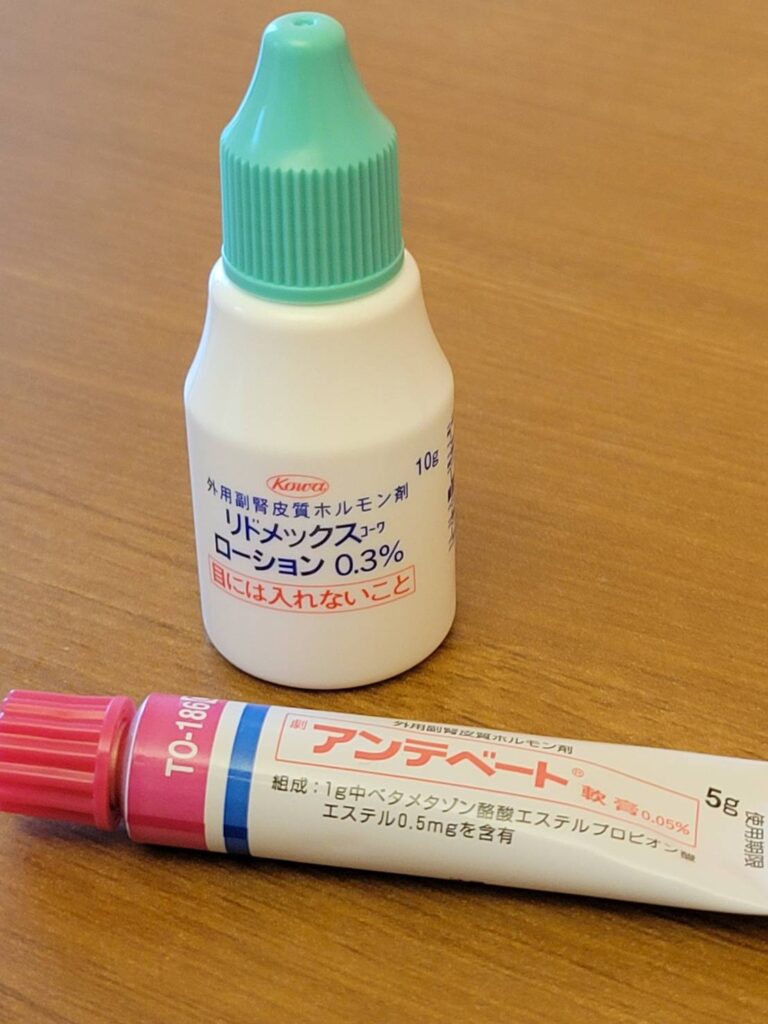 Kowa
10g
外用副腎皮質ホルモン剤
リドメックスコーワ
ローション 0.3%
目には入れないこと
TO-186
外用副腎皮質ホルモン剤
劇 アンテベート® 軟膏0.05%
5g
組成：1g中ベタメタゾン酪酸エステルプロピオン酸
エステル0.5mgを含有
使用期限